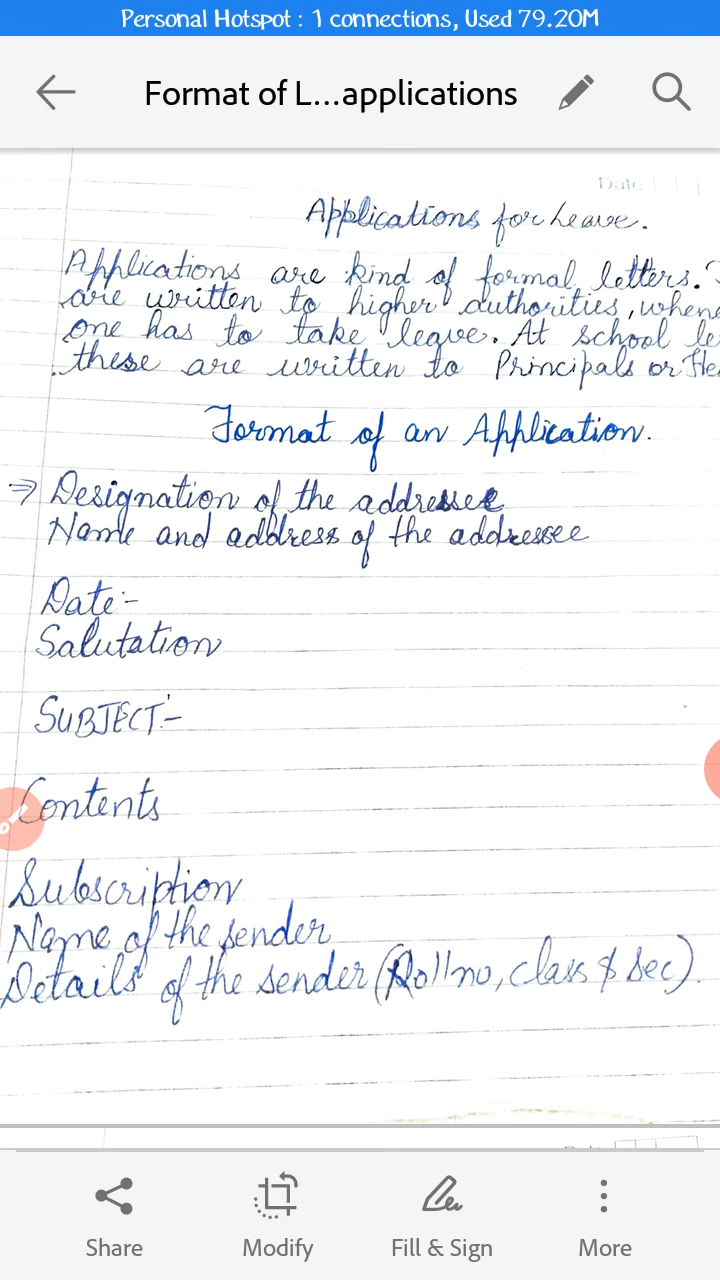 Personal Hotspot : 1 connections, Used 79.20M
Format of L...applications
Date
Applications for Leave.
Applications are kind of formal letters.
are written to higher authorities, whene
one has to take leave. At school le
these are written to Principals or He
Format of an Application.
⇒ Designation of the addressee
Name and address of the addressee
Date:-
Salutation
SUBJECT:-
Contents
Subscription
Name of the sender
Details of the sender (Roll no, class & sec).
Share
Modify
Fill & Sign
More